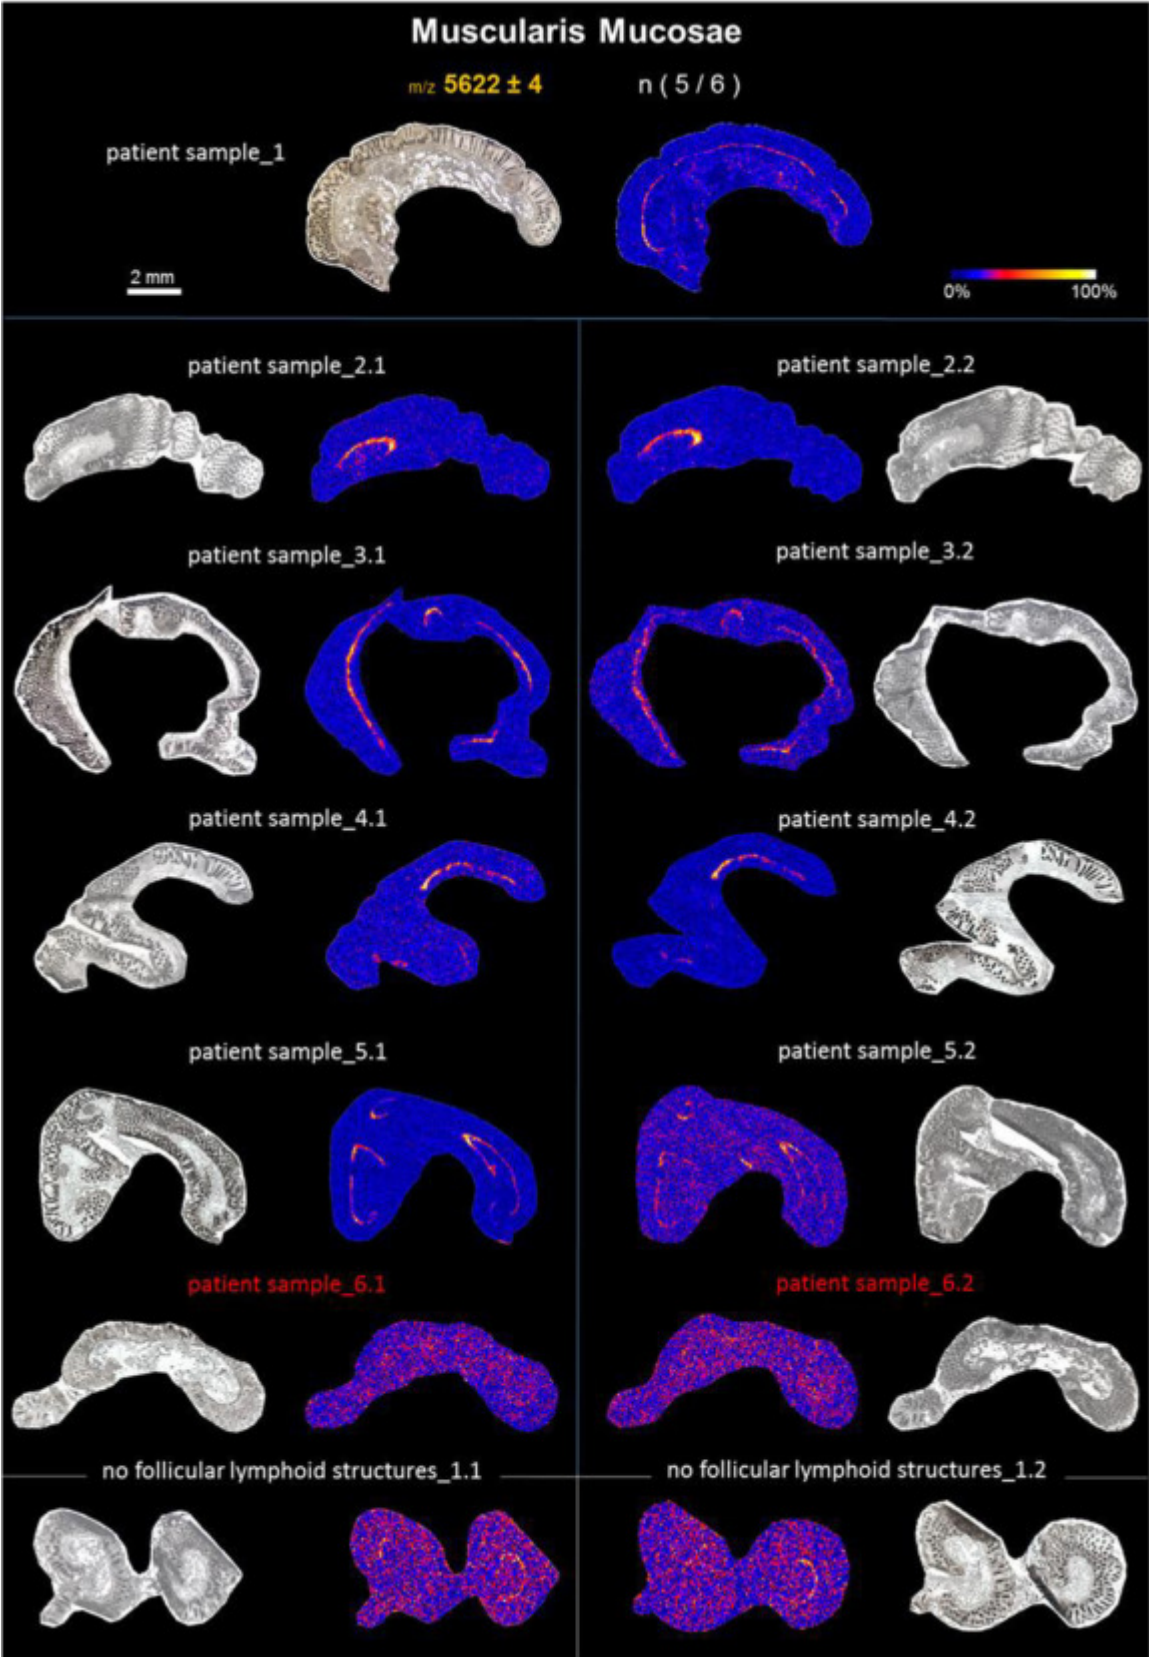 Muscularis Mucosae
m/z 5622 ± 4 n ( 5 / 6 )
patient sample_1
2 mm
0% 100%
patient sample_2.1 patient sample_2.2
patient sample_3.1 patient sample_3.2
patient sample_4.1 patient sample_4.2
patient sample_5.1 patient sample_5.2
patient sample_6.1 patient sample_6.2
no follicular lymphoid structures_1.1 no follicular lymphoid structures_1.2